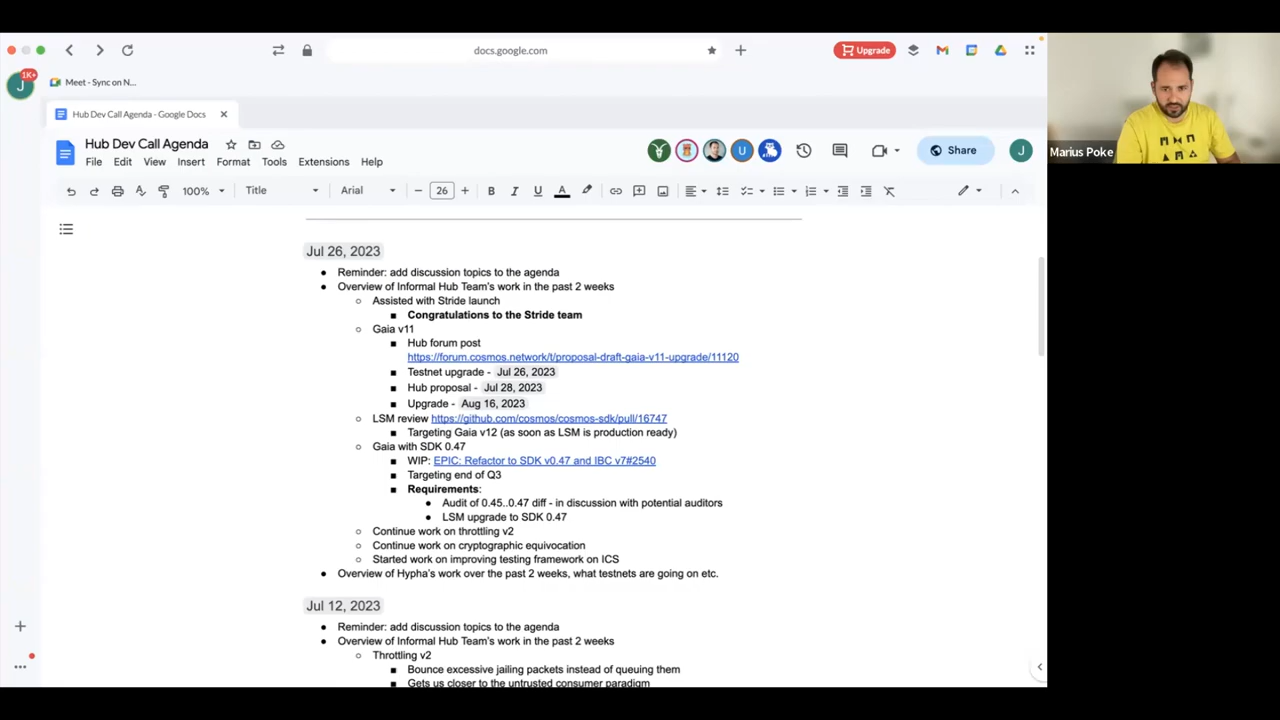 docs.google.com
Upgrade
1K+
J
Meet - Sync on N...
Hub Dev Call Agenda - Google Docs
Hub Dev Call Agenda
File Edit View Insert Format Tools Extensions Help
U
Share
J
100%
Title
Arial
26
B I U A
Jul 26, 2023
Reminder: add discussion topics to the agenda
Overview of Informal Hub Team's work in the past 2 weeks
Assisted with Stride launch
Congratulations to the Stride team
Gaia v11
Hub forum post
https://forum.cosmos.network/t/proposal-draft-gaia-v11-upgrade/11120
Testnet upgrade - Jul 26, 2023
Hub proposal - Jul 28, 2023
Upgrade - Aug 16, 2023
LSM review https://github.com/cosmos/cosmos-sdk/pull/16747
Targeting Gaia v12 (as soon as LSM is production ready)
Gaia with SDK 0.47
WIP: EPIC: Refactor to SDK v0.47 and IBC v7#2540
Targeting end of Q3
Requirements:
Audit of 0.45..0.47 diff - in discussion with potential auditors
LSM upgrade to SDK 0.47
Continue work on throttling v2
Continue work on cryptographic equivocation
Started work on improving testing framework on ICS
Overview of Hypha's work over the past 2 weeks, what testnets are going on etc.
Jul 12, 2023
Reminder: add discussion topics to the agenda
Overview of Informal Hub Team's work in the past 2 weeks
Throttling v2
Bounce excessive jailing packets instead of queuing them
Gets us closer to the untrusted consumer paradigm
Marius Poke